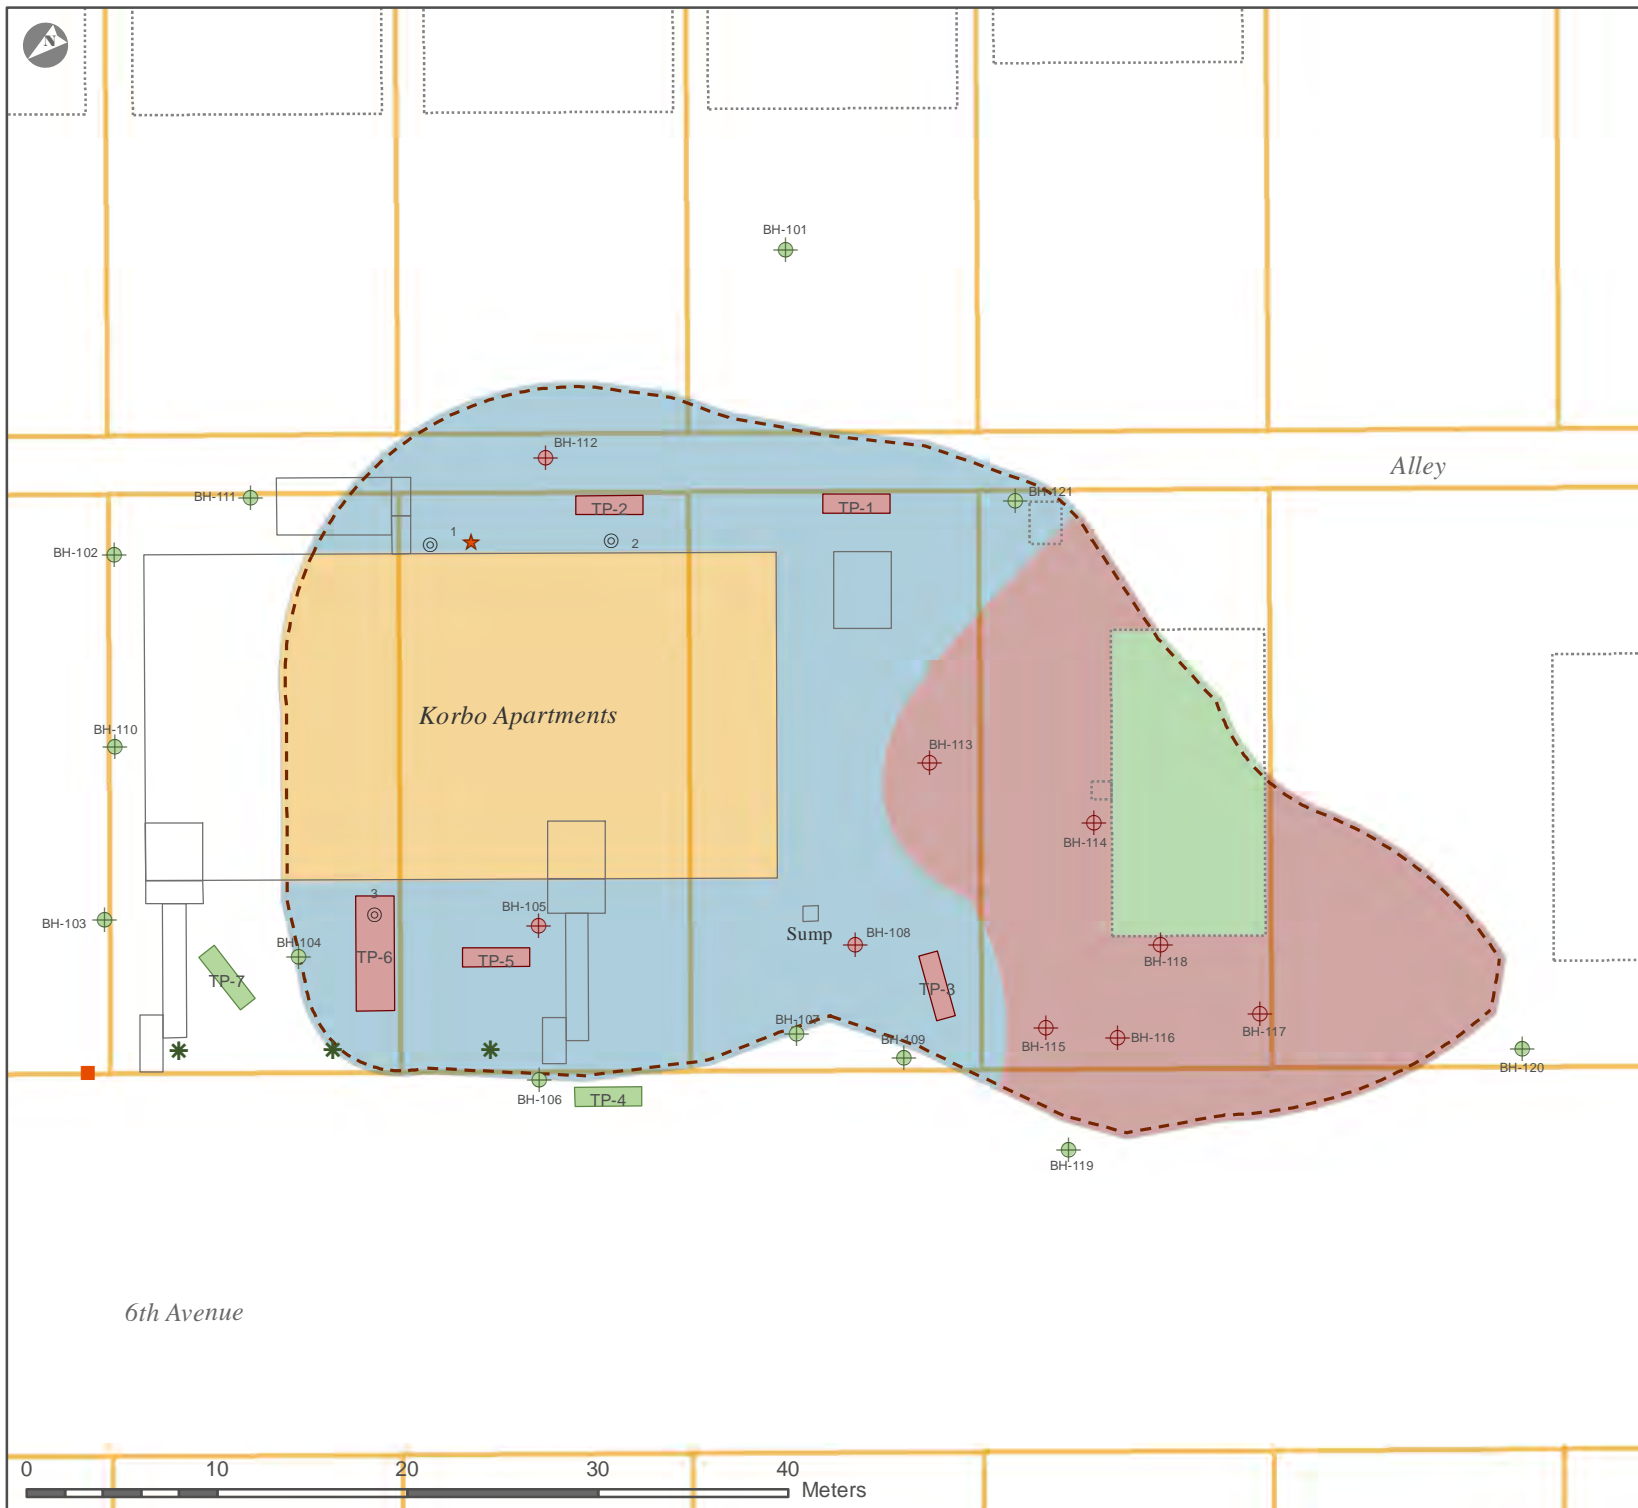 N
BH-101
Alley
BH-112
BH-111
TP-2
TP-1
BH-121
1
2
BH-102
Korbo Apartments
BH-110
BH-113
BH-114
3
BH-105
BH-103
BH-104
Sump
BH-108
TP-6
TP-5
BH-118
TP-7
TP-3
BH-107
BH-109
BH-115
BH-116
BH-117
BH-120
BH-106
TP-4
BH-119
6th Avenue
0 10 20 30 40
Meters